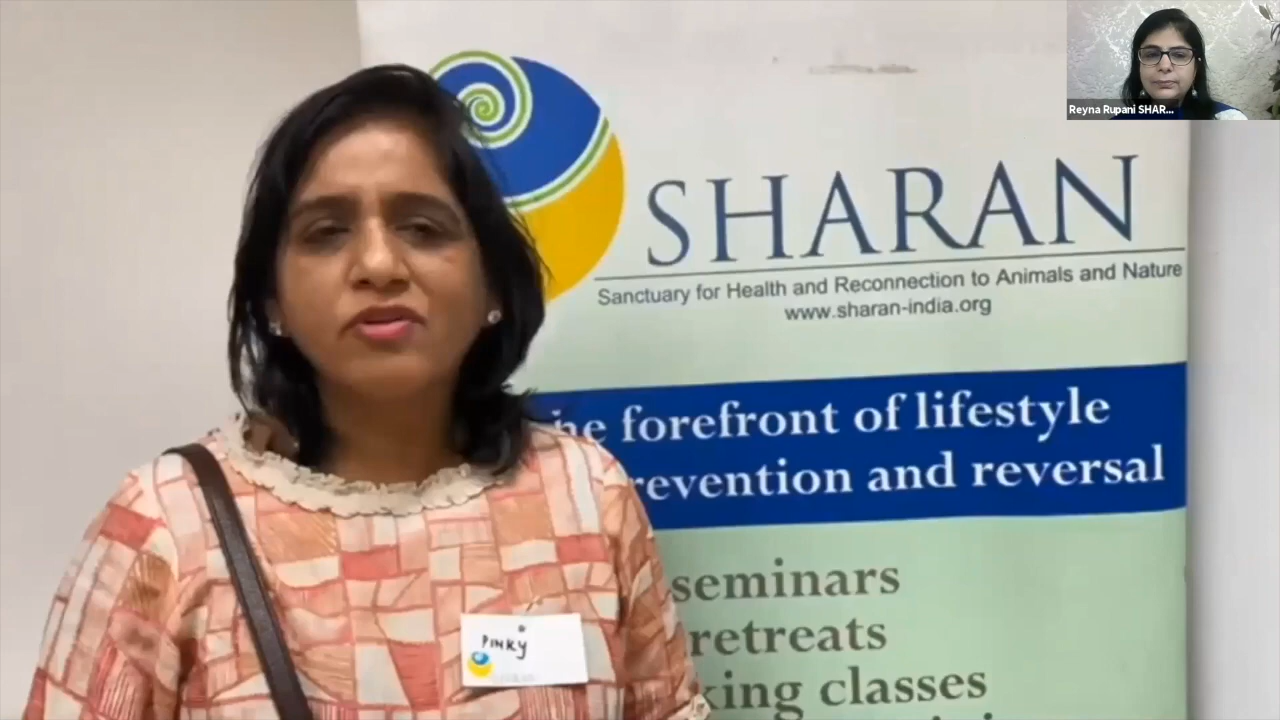 Reyna Rupani SHAR...
SHARAN
Sanctuary for Health and Reconnection to Animals and Nature
www.sharan-india.org
he forefront of lifestyle
revention and reversal
seminars
retreats
king classes
PINKY